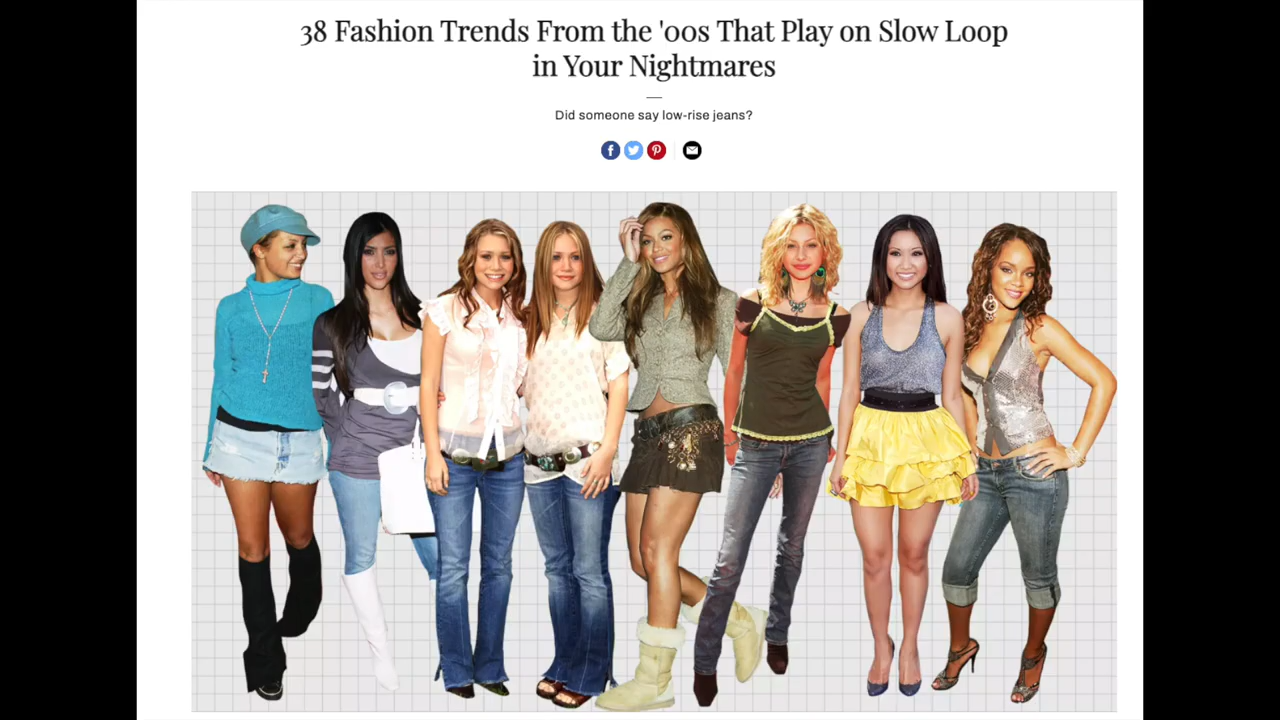 38 Fashion Trends From the '00s That Play on Slow Loop
in Your Nightmares
Did someone say low-rise jeans?